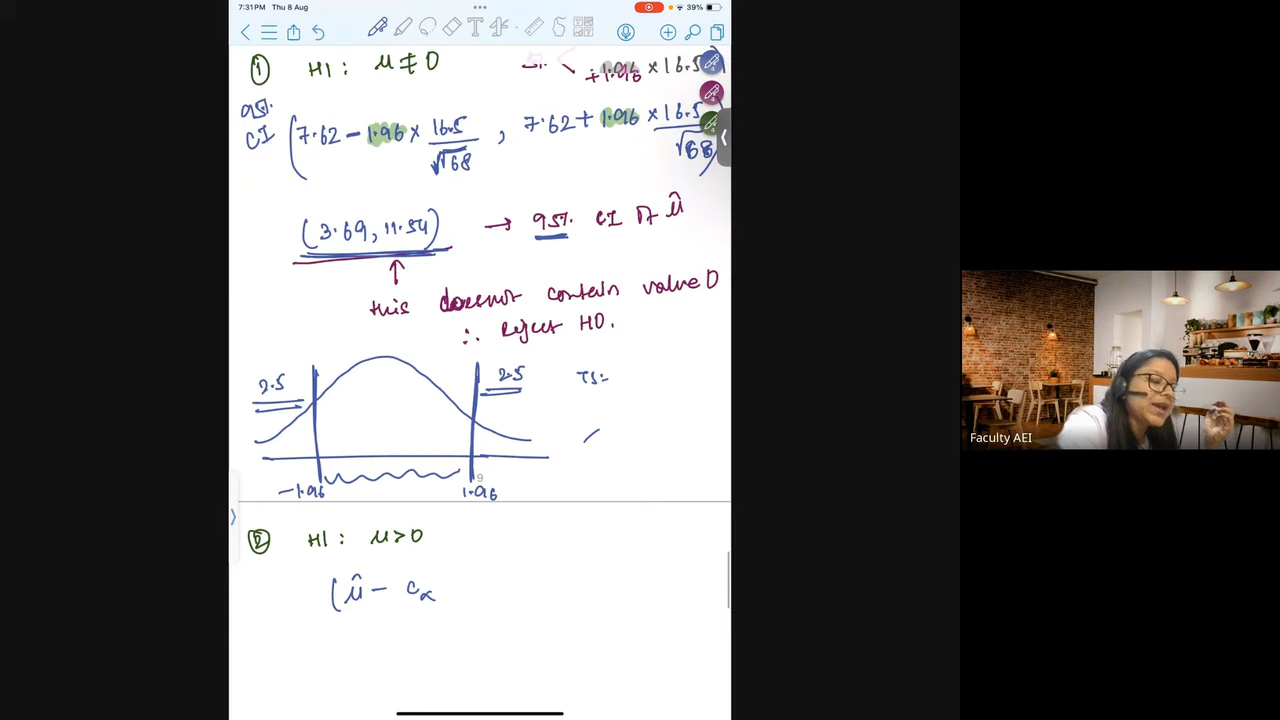 7:31PM Thu 8 Aug
39%
① H1 : μ ≠ 0
+1.96 × 16.5
95% CI (7.62 - 1.96 × 16.5/√68 , 7.62 + 1.96 × 16.5/√68)
(3.69, 11.54) → 95% CI of μ̂
↑
this doesnot contain value 0
∴ Reject H0.
2.5
2.5
TS=
-1.96
1.96
9
② H1 : μ > 0
(μ̂ - cα
Faculty AEI